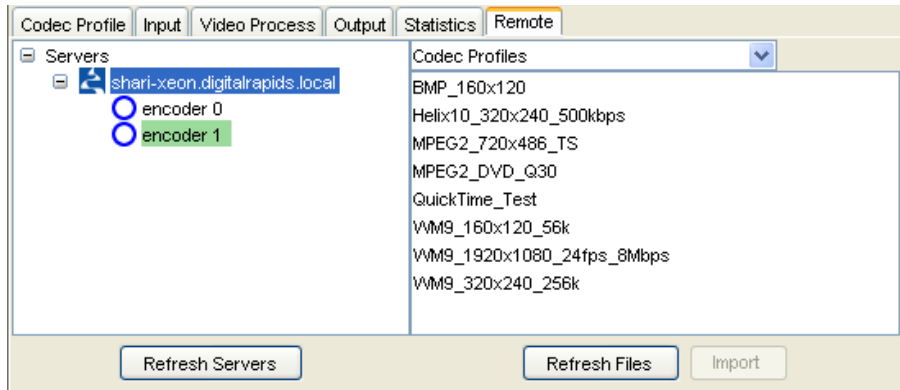 Codec Profile Input Video Process Output Statistics Remote
Servers
shari-xeon.digitalrapids.local
encoder 0
encoder 1
Codec Profiles
BMP_160x120
Helix10_320x240_500kbps
MPEG2_720x486_TS
MPEG2_DVD_Q30
QuickTime_Test
WM9_160x120_56k
WM9_1920x1080_24fps_8Mbps
WM9_320x240_256k
Refresh Servers Refresh Files Import